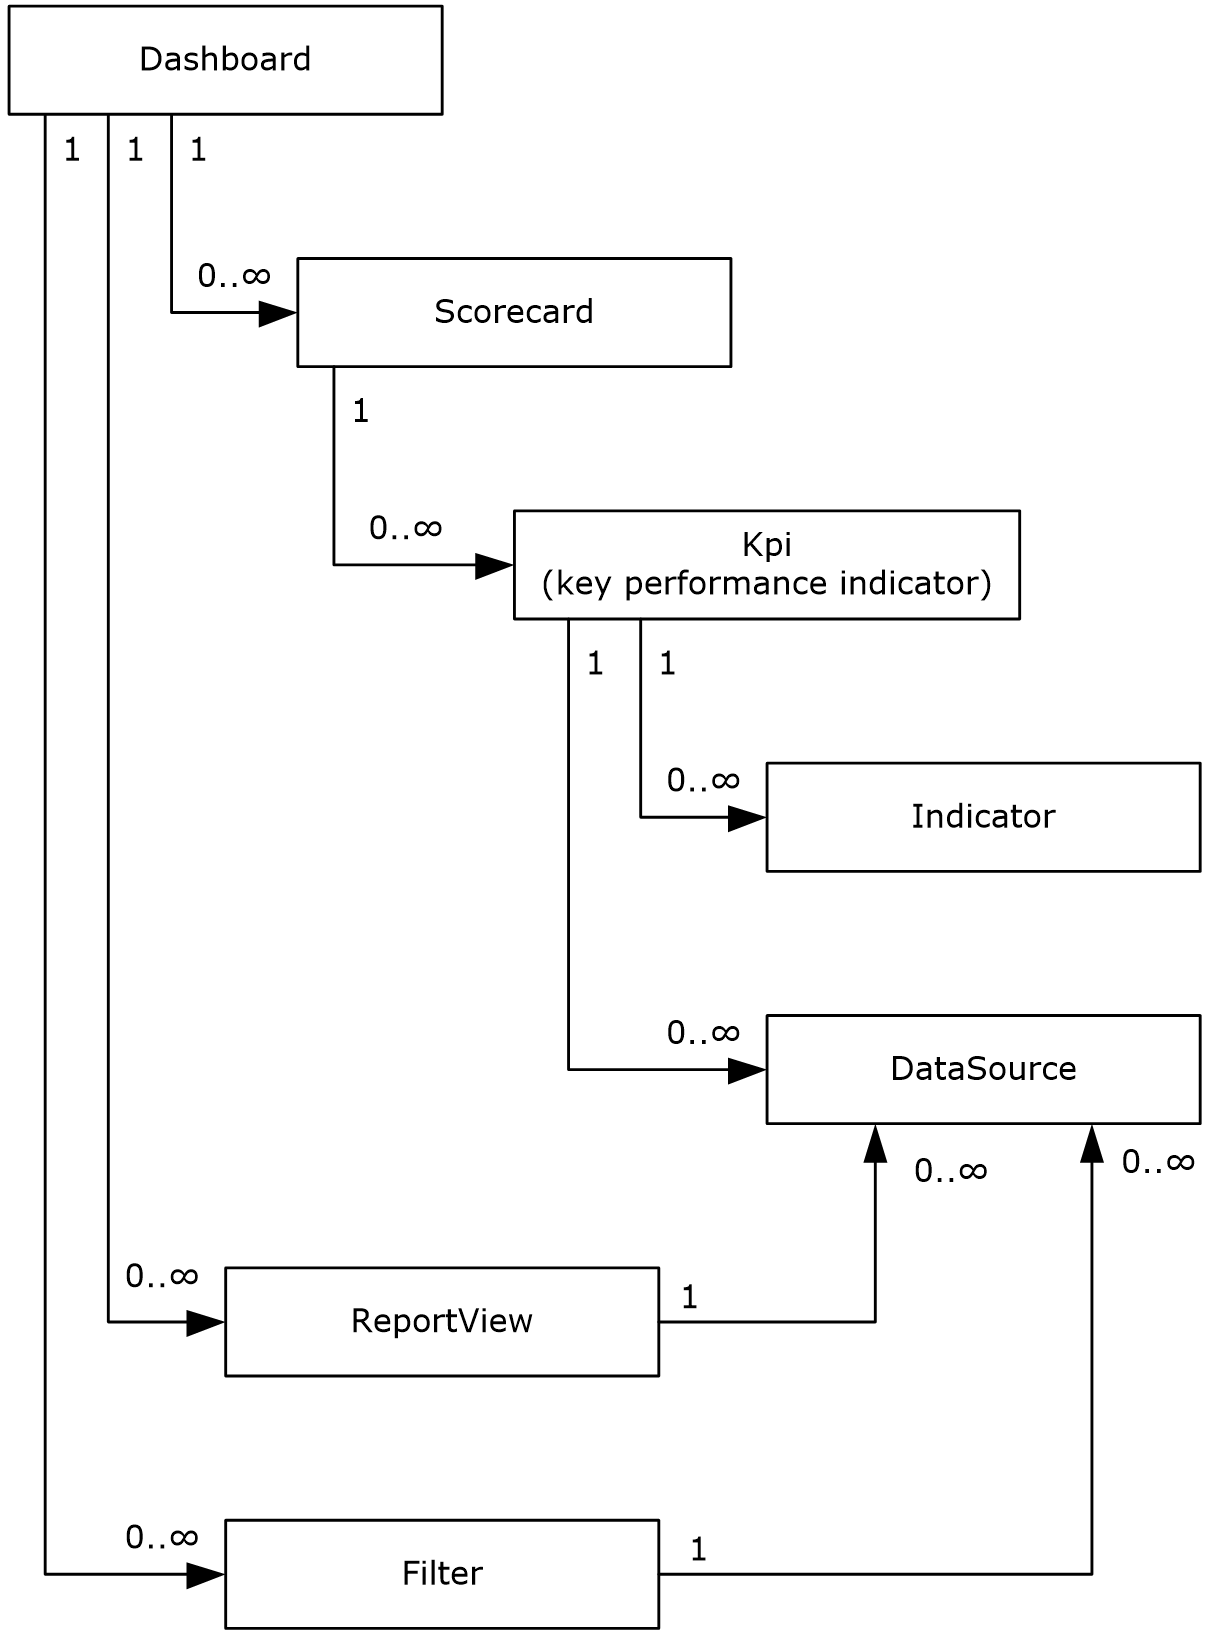 Dashboard
1 1 1
0..∞
Scorecard
1
0..∞
Kpi
(key performance indicator)
1 1
0..∞
Indicator
0..∞
DataSource
0..∞ 0..∞
0..∞
ReportView
1
0..∞
Filter
1